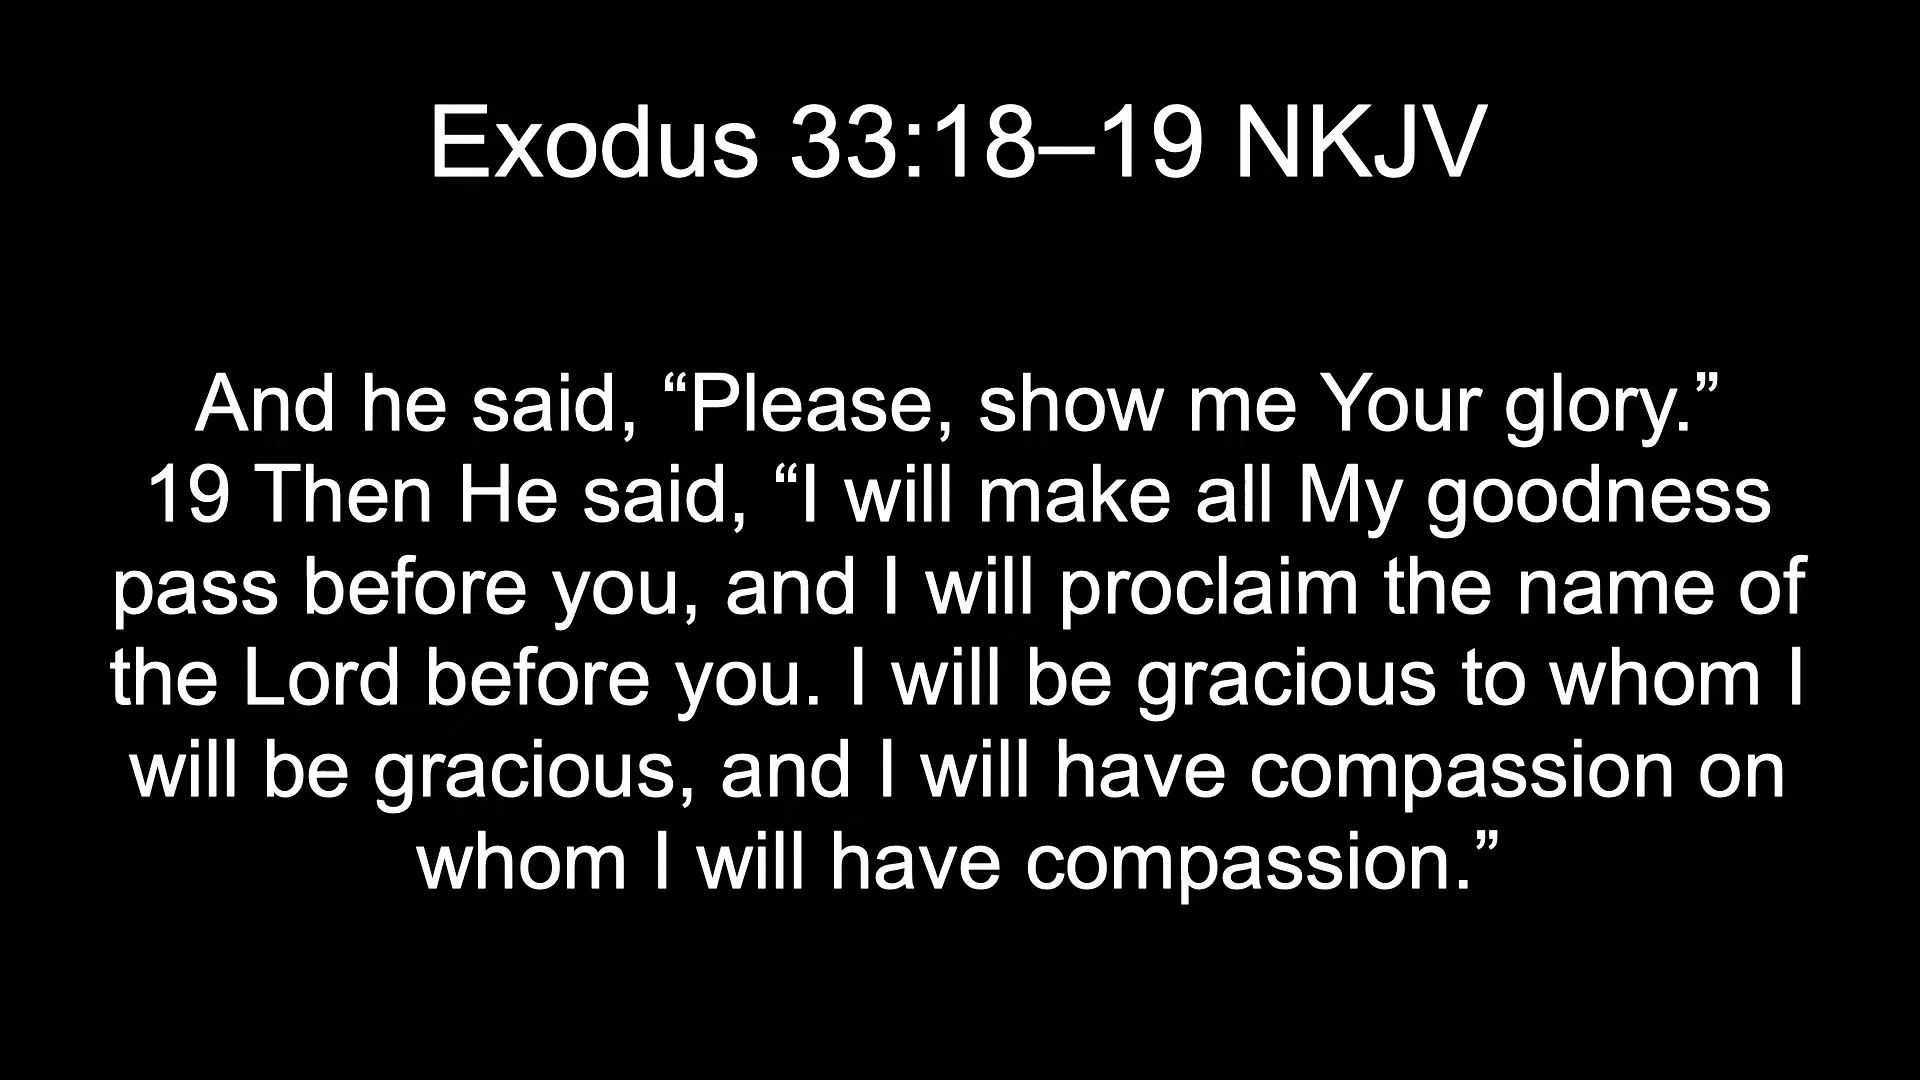 Exodus 33:18–19 NKJV
And he said, “Please, show me Your glory.”
19 Then He said, “I will make all My goodness
pass before you, and I will proclaim the name of
the Lord before you. I will be gracious to whom I
will be gracious, and I will have compassion on
whom I will have compassion.”